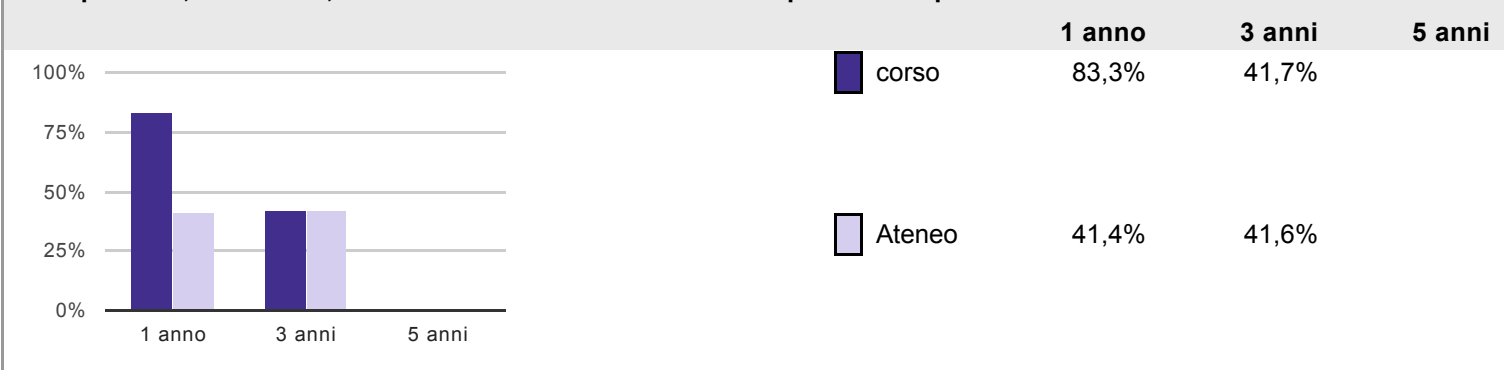 1 anno 3 anni 5 anni
100%
75%
50%
25%
0%
1 anno 3 anni 5 anni
corso 83,3% 41,7%
Ateneo 41,4% 41,6%